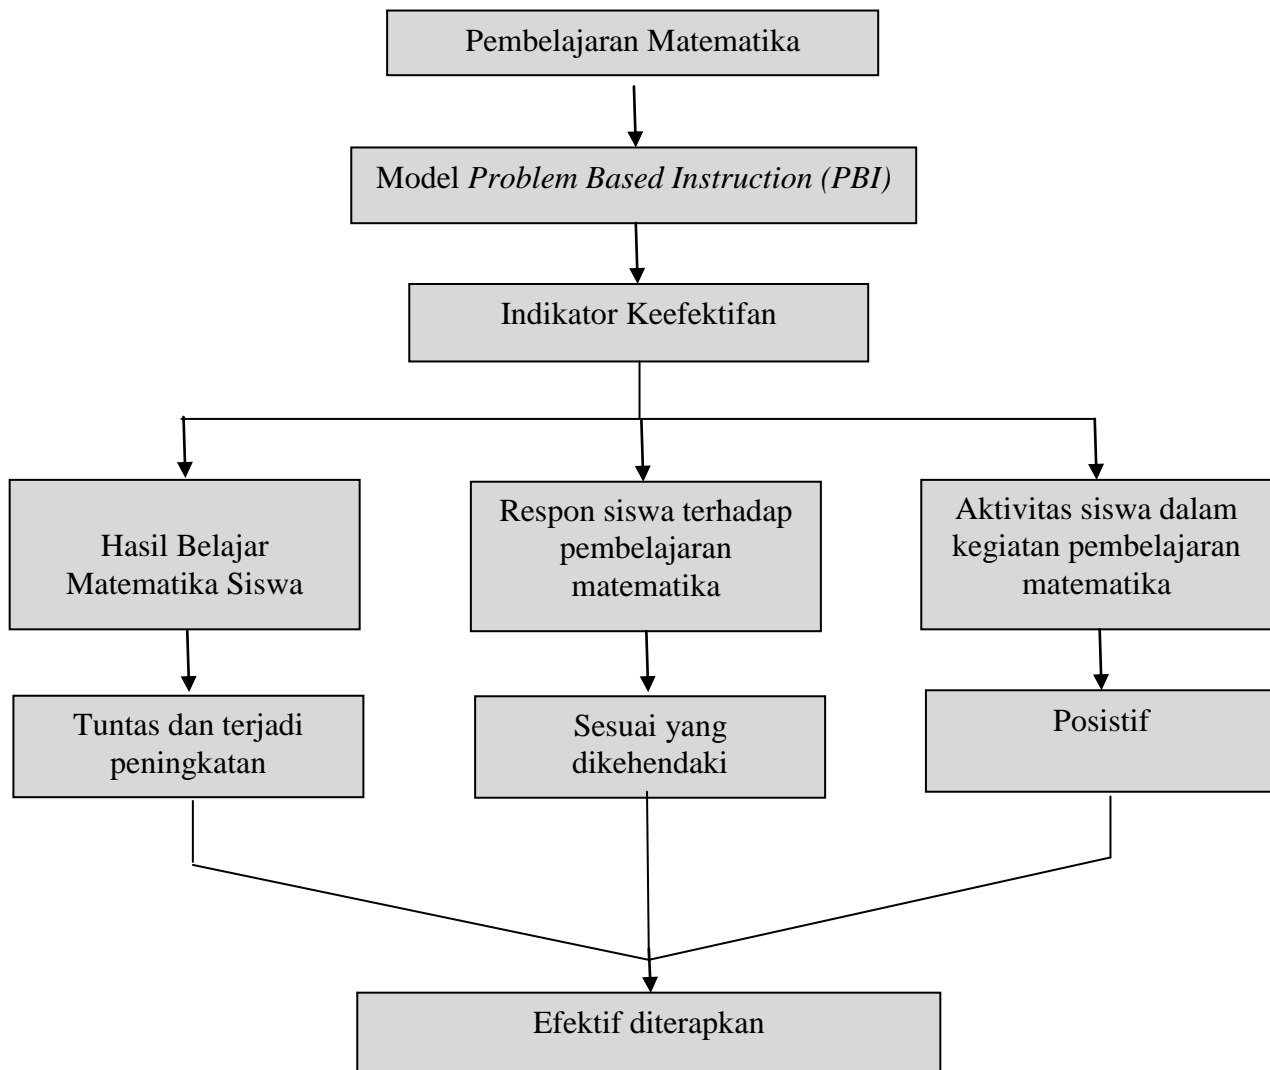 Pembelajaran Matematika
Model Problem Based Instruction (PBI)
Indikator Keefektifan
Hasil Belajar
Matematika Siswa
Respon siswa terhadap
pembelajaran
matematika
Aktivitas siswa dalam
kegiatan pembelajaran
matematika
Tuntas dan terjadi
peningkatan
Sesuai yang
dikehendaki
Posistif
Efektif diterapkan